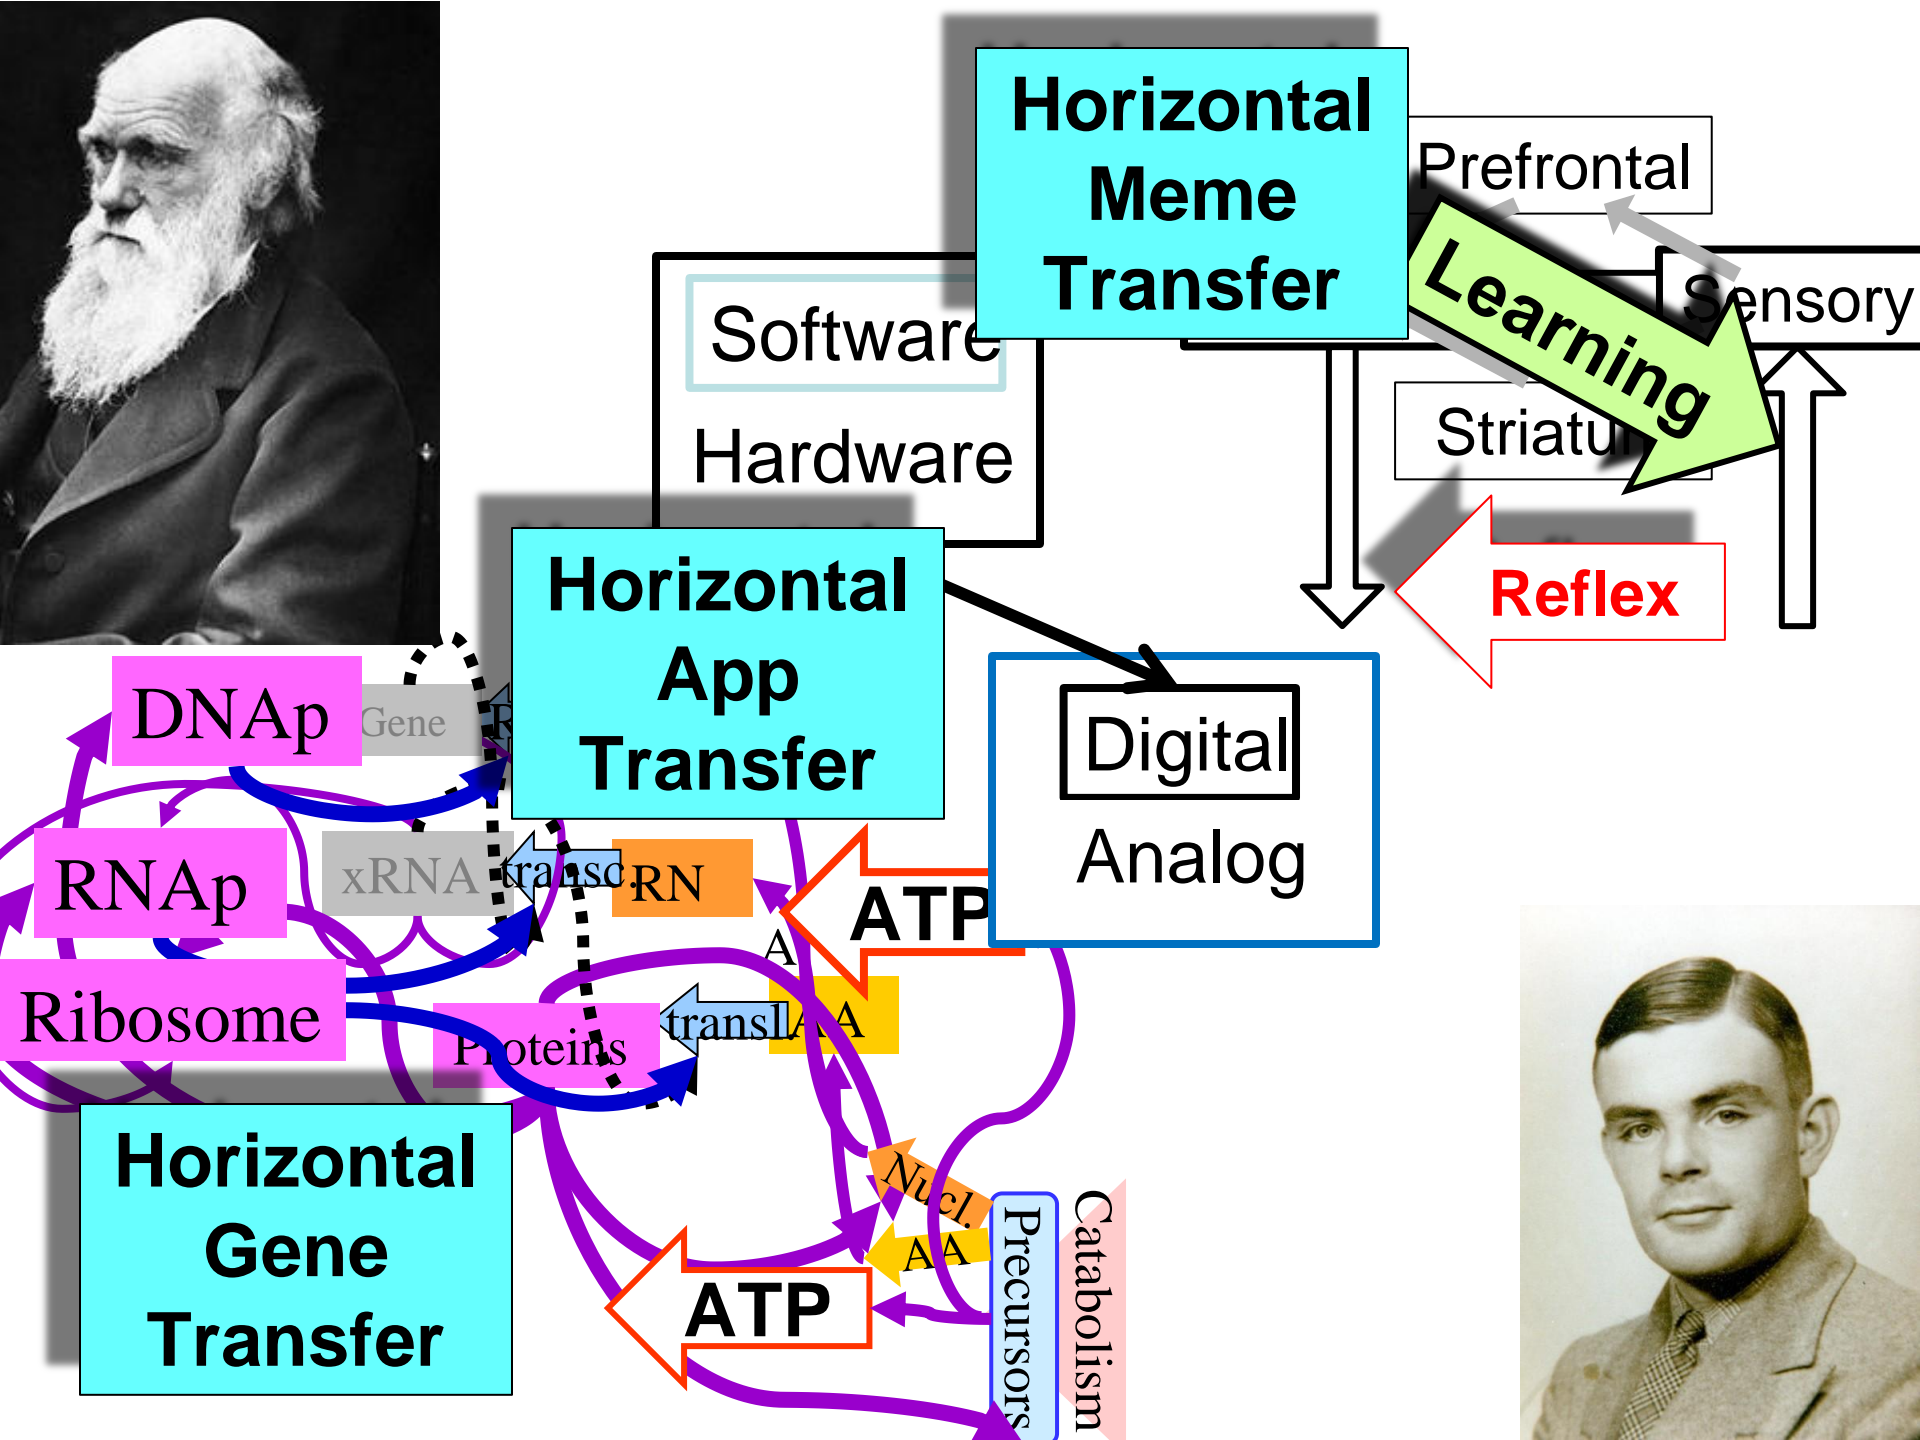 Horizontal
Meme
Transfer
Prefrontal
Learning
Sensory
Software
Hardware
Reflex
Horizontal
App
Transfer
DNAp
Gene
Digital
Analog
RNAp
xRNA
transc.
RN
A
ATP
Ribosome
Proteins
transl.
AA
Horizontal
Gene
Transfer
Nucl.
AA
ATP
Precursors
Catabolism